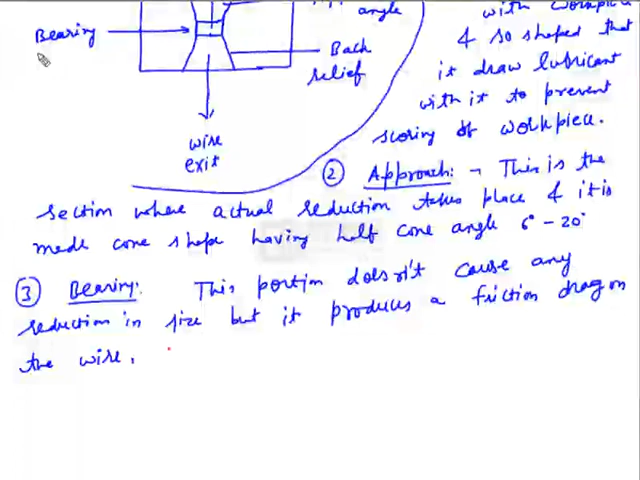 angle
Bearing
Back
relief
wire
exit
with workpiece
& so shaped that
it draw lubricant
with it to prevent
scoring of workpiece.
② Approach: → This is the
section where actual reduction takes place & it is
made cone shape having half cone angle 6° - 20°
③ Bearing: This portion doesn't cause any
reduction in size but it produces a friction drag on
the wire,